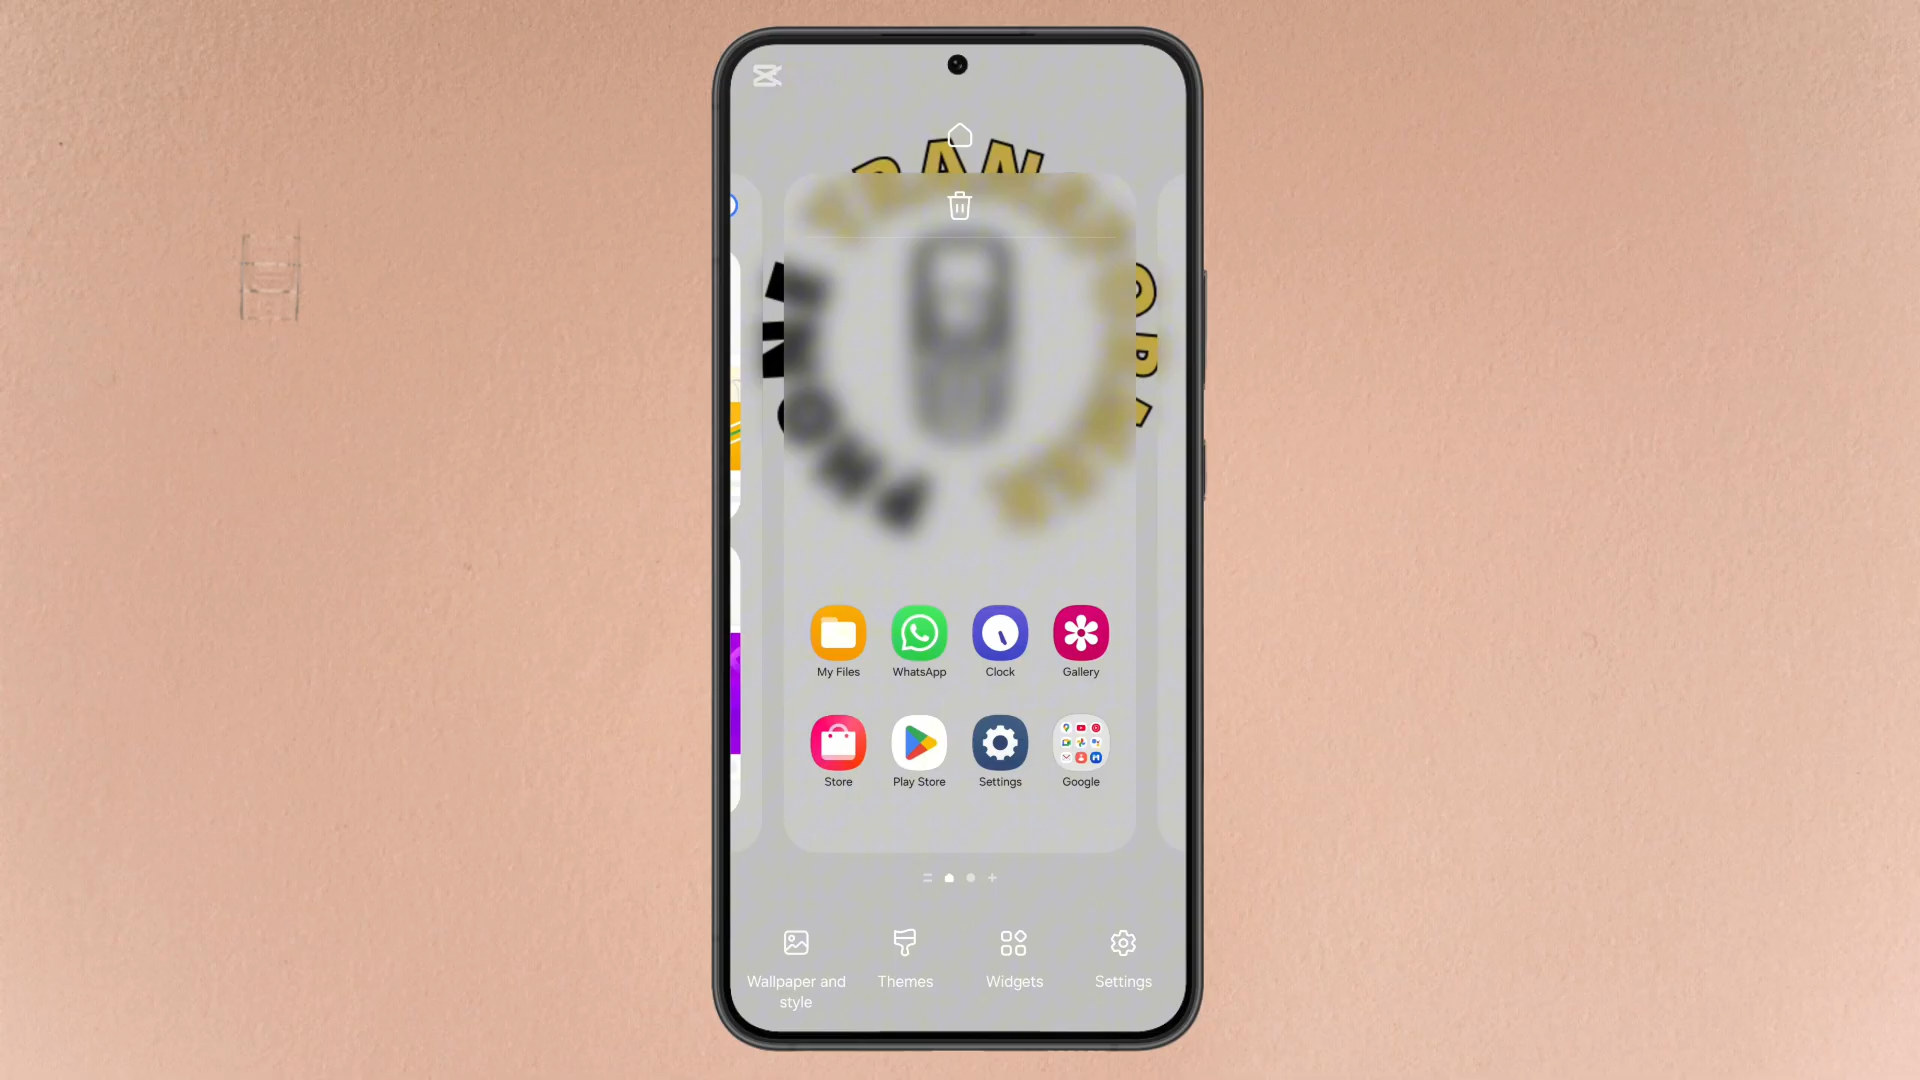 My Files WhatsApp Clock Gallery
Store Play Store Settings Google
Wallpaper and style Themes Widgets Settings